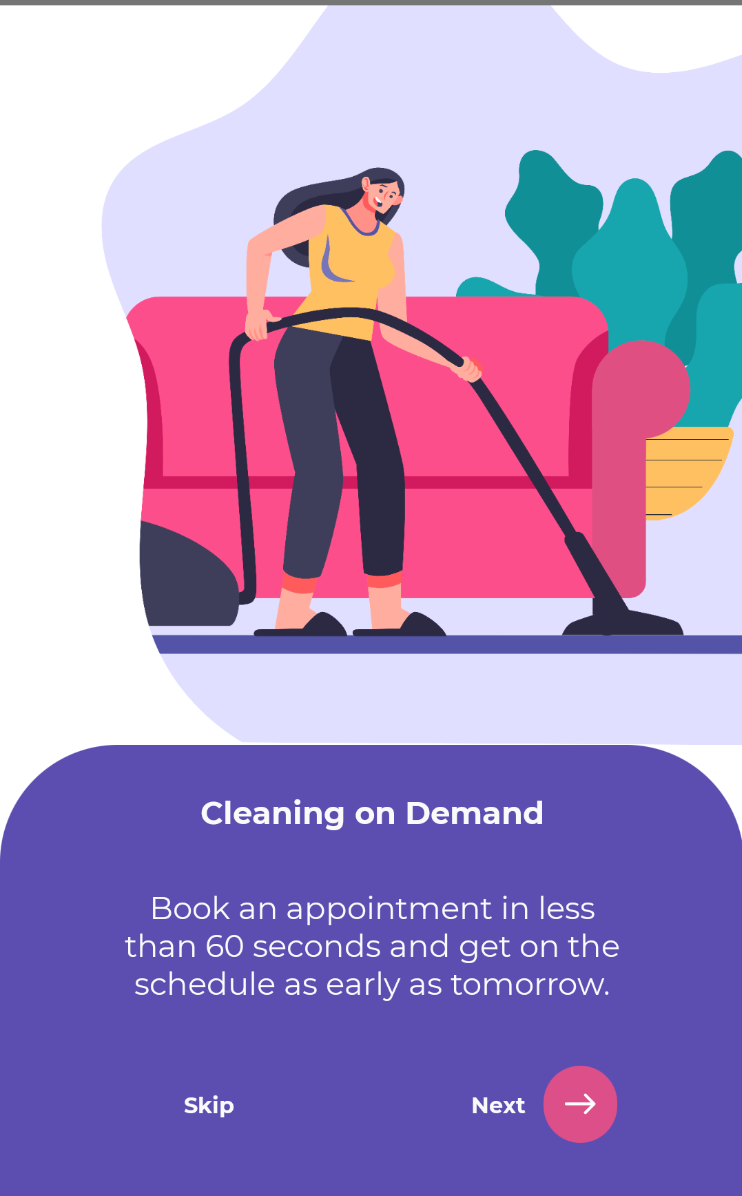 Cleaning on Demand
Book an appointment in less
than 60 seconds and get on the
schedule as early as tomorrow.
Skip
Next